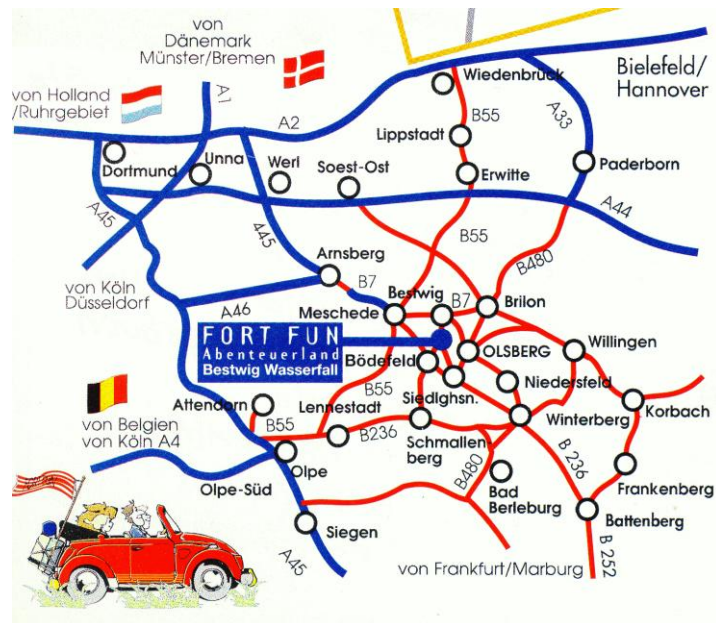 von
Dänemark
Münster/Bremen
Wiedenbrück
Bielefeld/
Hannover
von Holland
/Ruhrgebiet
A1
A2
B55
A33
Lippstadt
Dortmund
Unna
Werl
Soest-Ost
Erwitte
Paderborn
A45
445
A44
B55
B480
Arnsberg
von Köln
Düsseldorf
B7
A46
Meschede
Bestwig
B7
Brilon
FORT FUN
Abenteuerland
Bestwig Wasserfall
OLSBERG
Willingen
Bödefeld
Niedersfeld
B55
Siedlghsn.
Attendorn
Lennestadt
Winterberg
Korbach
von Belgien
von Köln A4
B55
B236
Schmallen
berg
B 236
Olpe
B480
Olpe-Süd
Bad
Berleburg
Frankenberg
Siegen
Battenberg
A45
von Frankfurt/Marburg
B 252